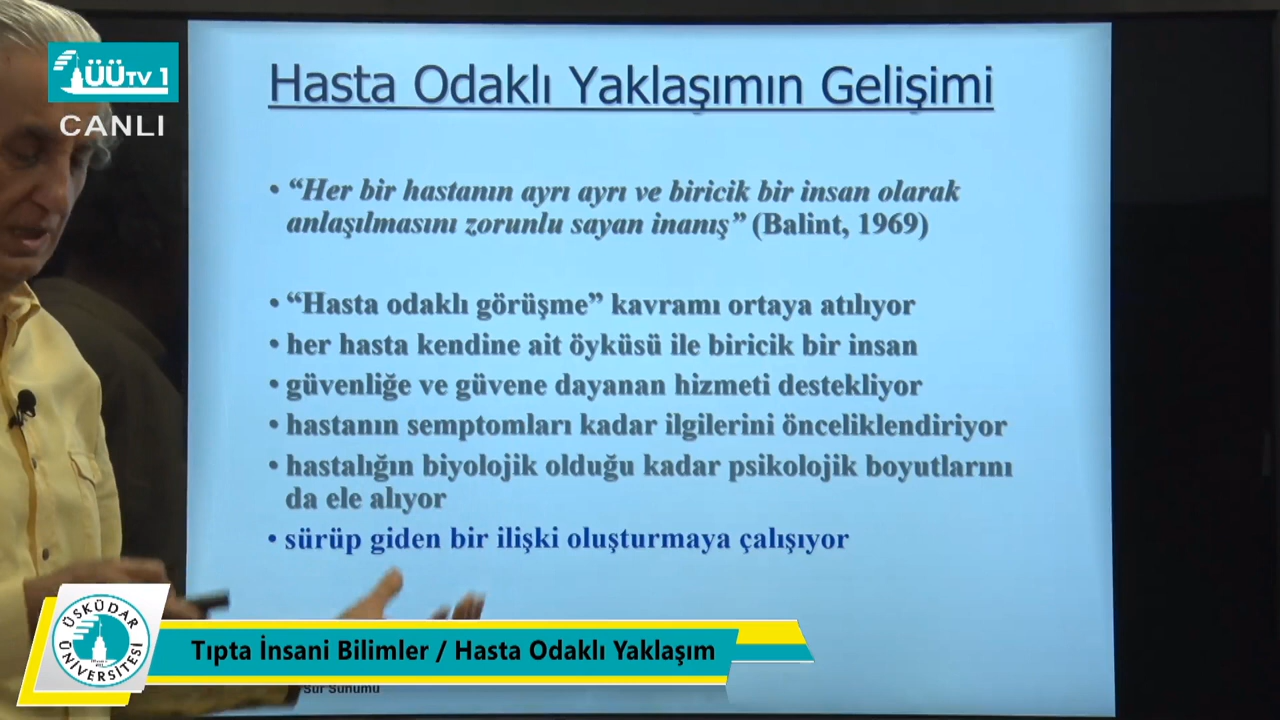 ÜÜTV 1
CANLI
Hasta Odaklı Yaklaşımın Gelişimi
• “Her bir hastanın ayrı ayrı ve biricik bir insan olarak
anlaşılmasını zorunlu sayan inanış” (Balint, 1969)
• “Hasta odaklı görüşme” kavramı ortaya atılıyor
• her hasta kendine ait öyküsü ile biricik bir insan
• güvenliğe ve güvene dayanan hizmeti destekliyor
• hastanın semptomları kadar ilgilerini önceliklendiriyor
• hastalığın biyolojik olduğu kadar psikolojik boyutlarını
da ele alıyor
• sürüp giden bir ilişki oluşturmaya çalışıyor
ÜSKÜDAR
ÜNİVERSİTESİ
Tıpta İnsani Bilimler / Hasta Odaklı Yaklaşım
Sur Sunumu